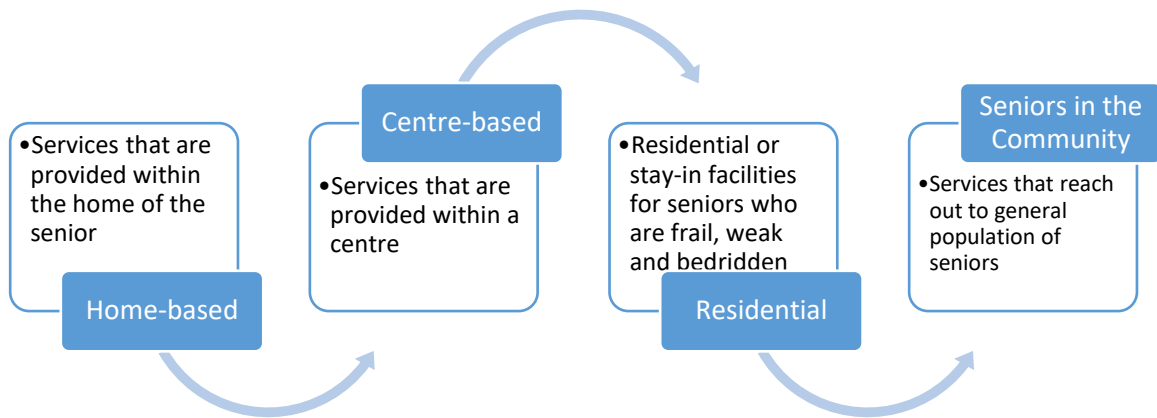 •Services that are
provided within
the home of the
senior
Home-based
Centre-based
•Services that are
provided within a
centre
•Residential or
stay-in facilities
for seniors who
are frail, weak
and bedridden
Residential
Seniors in the
Community
•Services that reach
out to general
population of
seniors